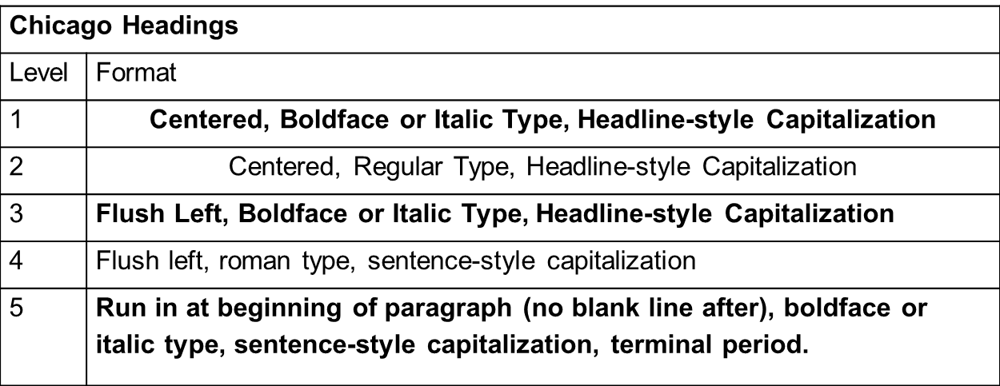 Chicago Headings
Level Format
1 Centered, Boldface or Italic Type, Headline-style Capitalization
2 Centered, Regular Type, Headline-style Capitalization
3 Flush Left, Boldface or Italic Type, Headline-style Capitalization
4 Flush left, roman type, sentence-style capitalization
5 Run in at beginning of paragraph (no blank line after), boldface or
italic type, sentence-style capitalization, terminal period.